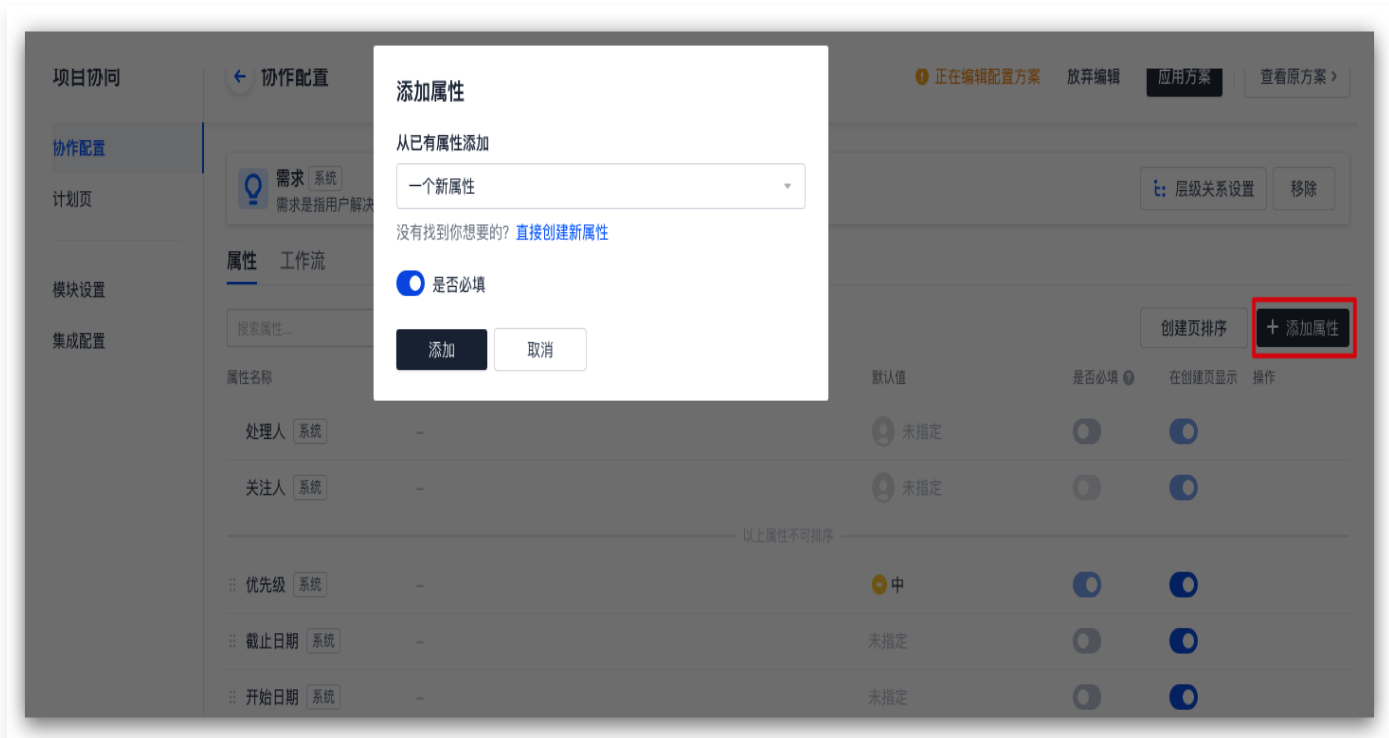 项目协同
协作配置
正在编辑配置方案
放弃编辑
应用方案
查看原方案
添加属性
从已有属性添加
一个新属性
没有找到你想要的? 直接创建新属性
是否必填
添加
取消
协作配置
计划页
模块设置
集成配置
需求 系统
需求是指用户解决
层级关系设置
移除
属性
工作流
搜索属性...
创建页排序
+ 添加属性
属性名称
默认值
是否必填
在创建页显示
操作
处理人 系统 – 未指定
关注人 系统 – 未指定
以上属性不可排序
优先级 系统 – 中
截止日期 系统 – 未指定
开始日期 系统 – 未指定